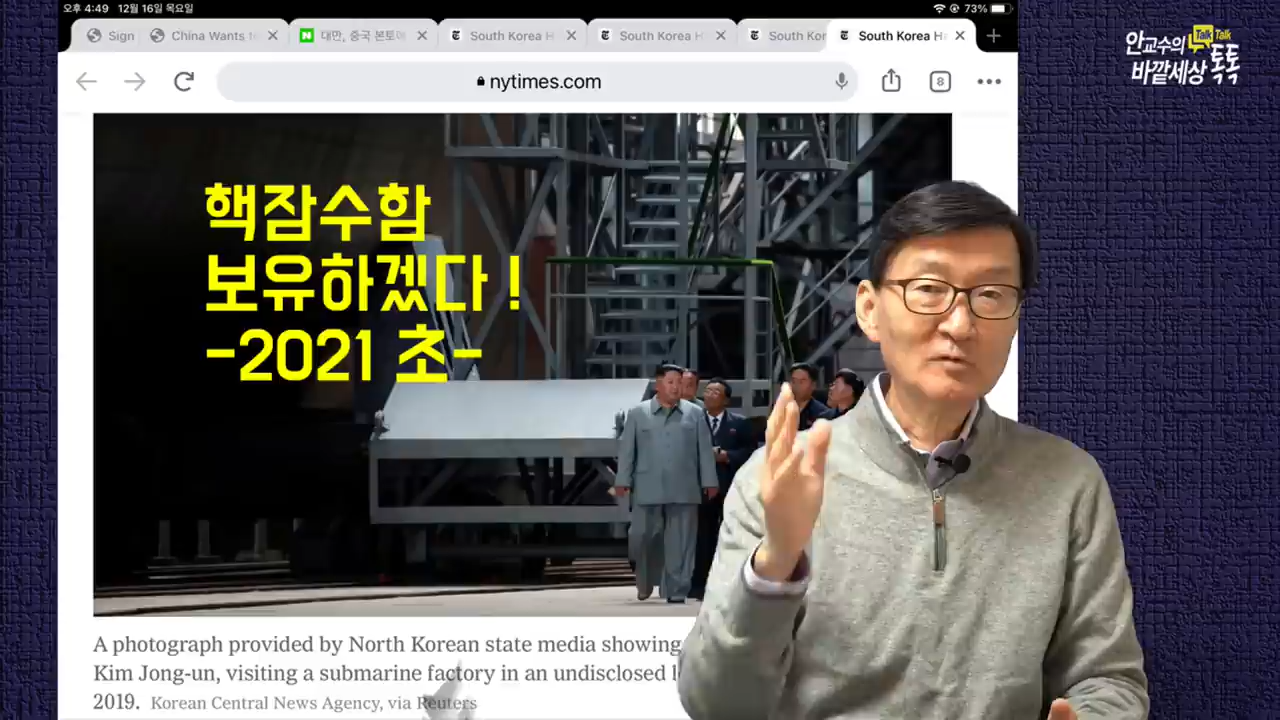 오후 4:49 12월 16일 목요일
73%
Sign
China Wants to
대만, 중국 본토에
South Korea H
South Korea H
South Kor
South Korea Ha
nytimes.com
8
안교수의
Talk Talk
바깥세상 톡톡
핵잠수함
보유하겠다 !
-2021 초-
A photograph provided by North Korean state media showing
Kim Jong-un, visiting a submarine factory in an undisclosed
2019. Korean Central News Agency, via Reuters